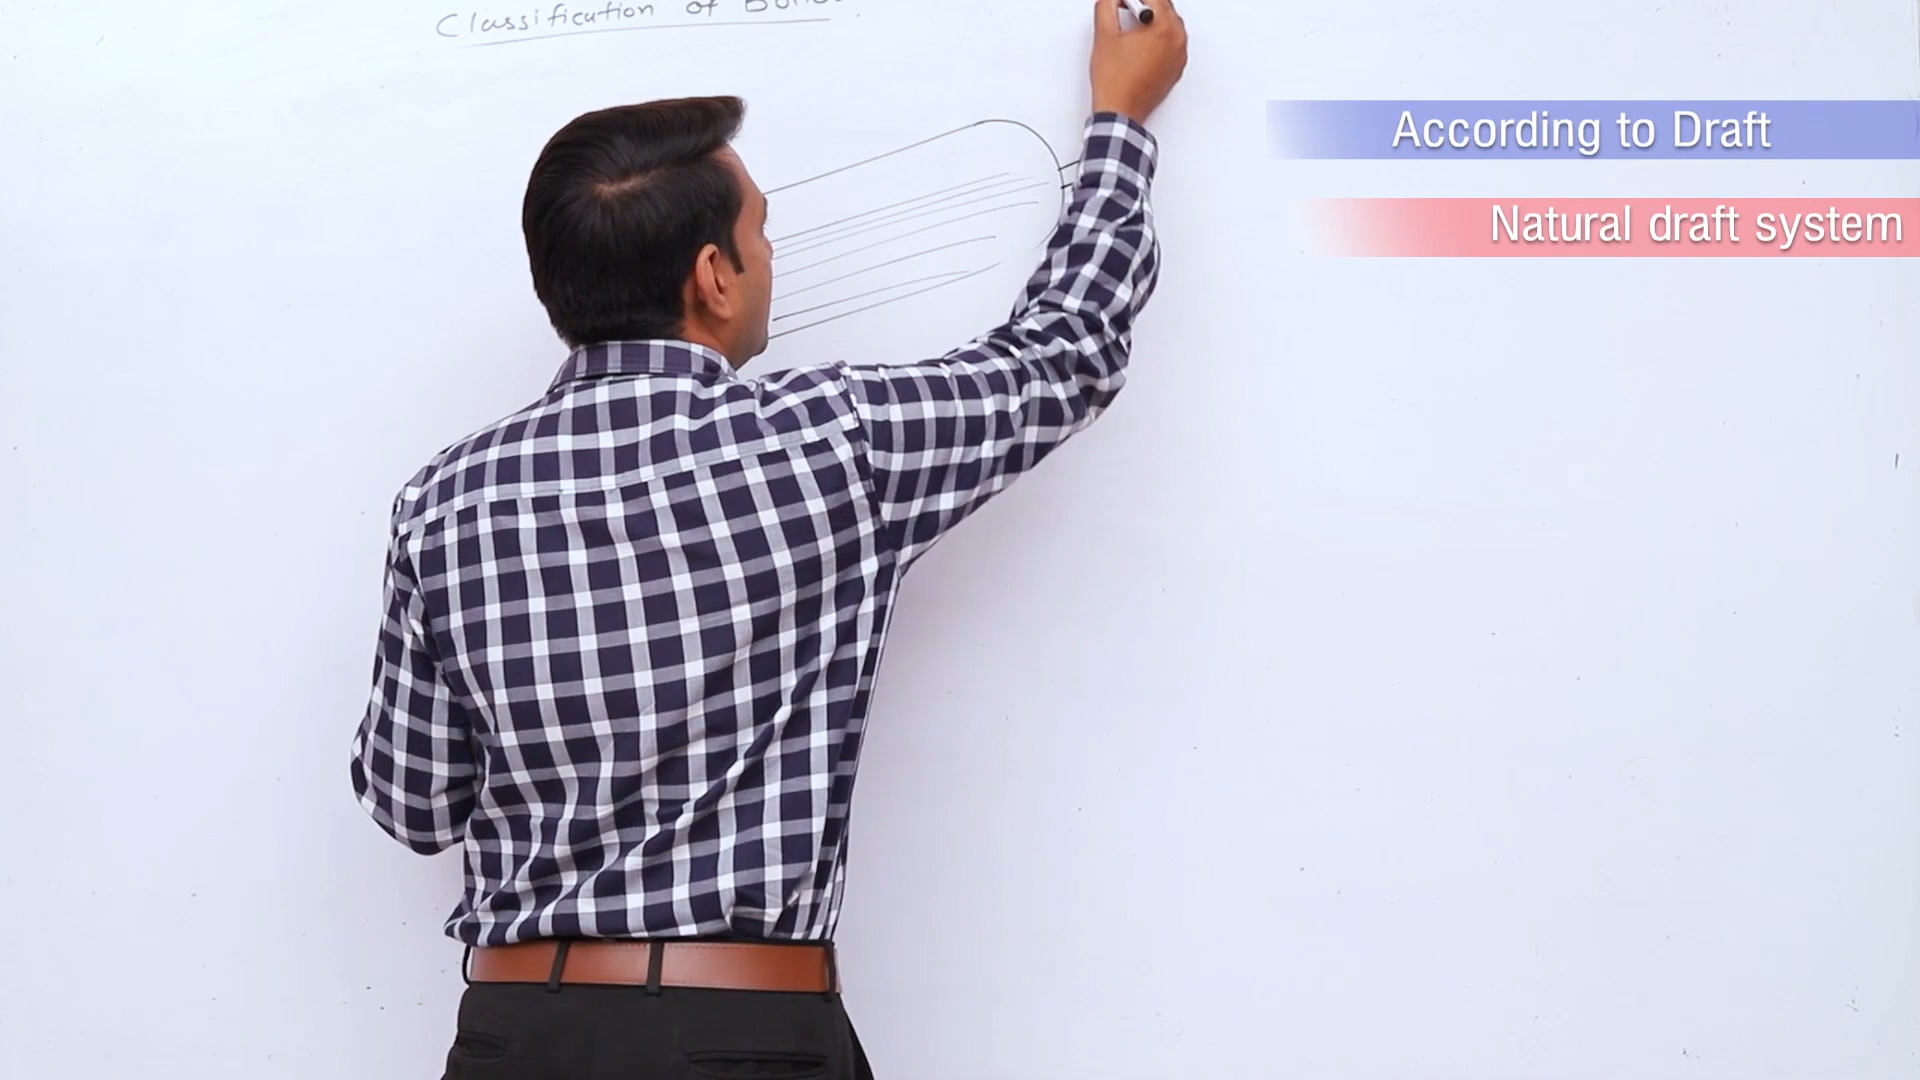 Classification of
According to Draft
Natural draft system